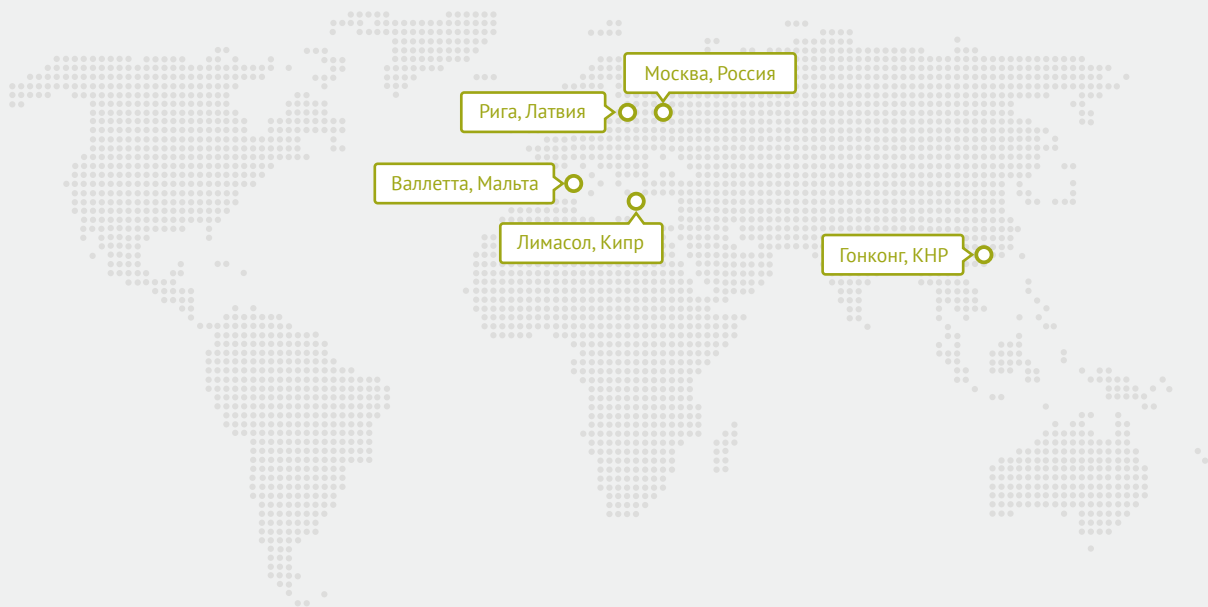 Москва, Россия
Рига, Латвия
Валлетта, Мальта
Лимасол, Кипр
Гонконг, КНР